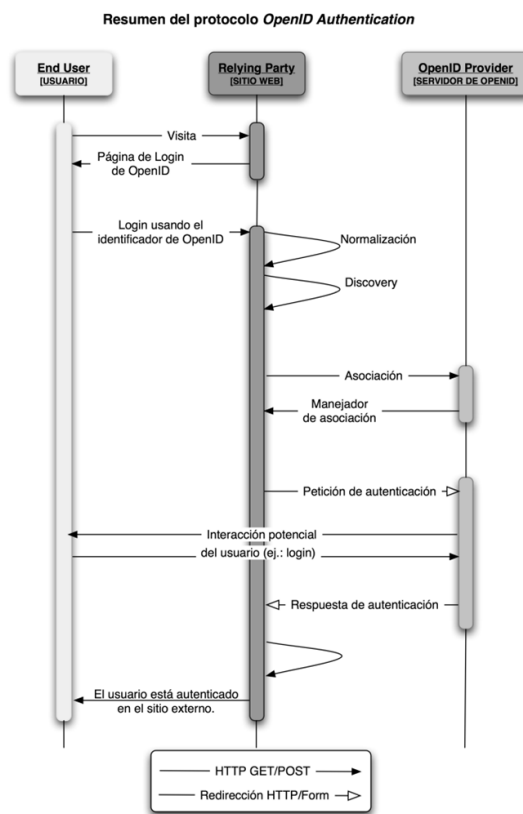 Resumen del protocolo OpenID Authentication
End User
[USUARIO]
Relying Party
[SITIO WEB]
OpenID Provider
[SERVIDOR DE OPENID]
Visita
Página de Login
de OpenID
Login usando el
identificador de OpenID
Normalización
Discovery
Asociación
Manejador
de asociación
Petición de autenticación
Interacción potencial
del usuario (ej.: login)
Respuesta de autenticación
El usuario está autenticado
en el sitio externo.
HTTP GET/POST
Redirección HTTP/Form